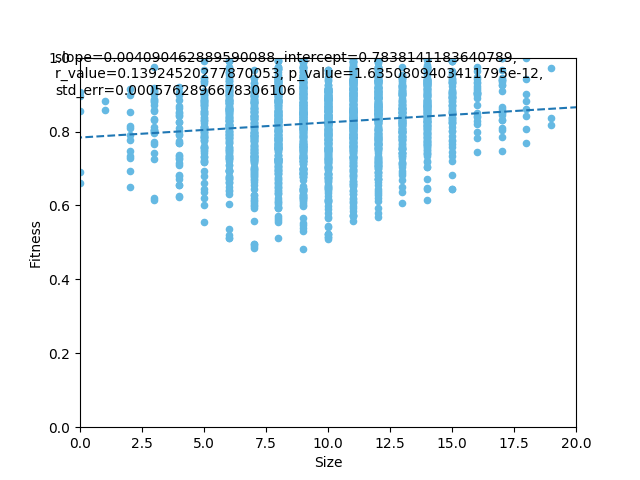 slope=0.004090462889590088, intercept=0.7838141183640789,
r_value=0.13924520277870053, p_value=1.6350809403411795e-12,
std_err=0.0005762896678306106
1.0
0.8
0.6
0.4
0.2
0.0
Fitness
0.0 2.5 5.0 7.5 10.0 12.5 15.0 17.5 20.0
Size